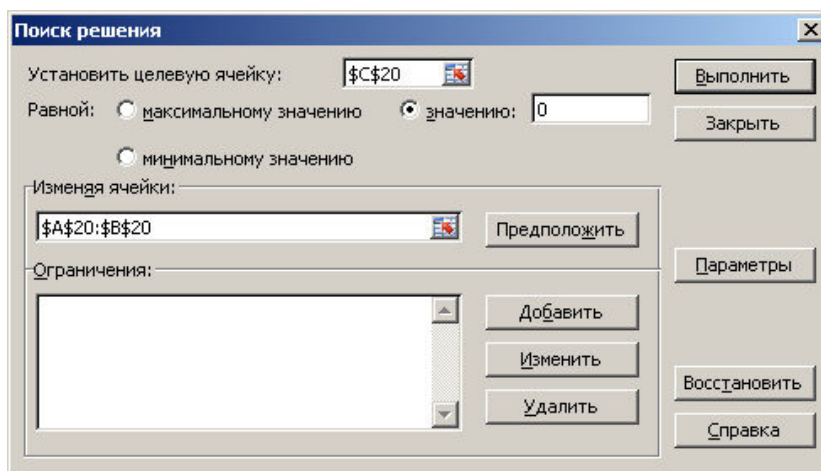 Поиск решения
Установить целевую ячейку: $C$20 Выполнить
Равной: максимальному значению значению: 0 Закрыть
минимальному значению
Изменяя ячейки:
$A$20:$B$20 Предположить
Ограничения: Параметры
Добавить
Изменить
Восстановить
Удалить
Справка